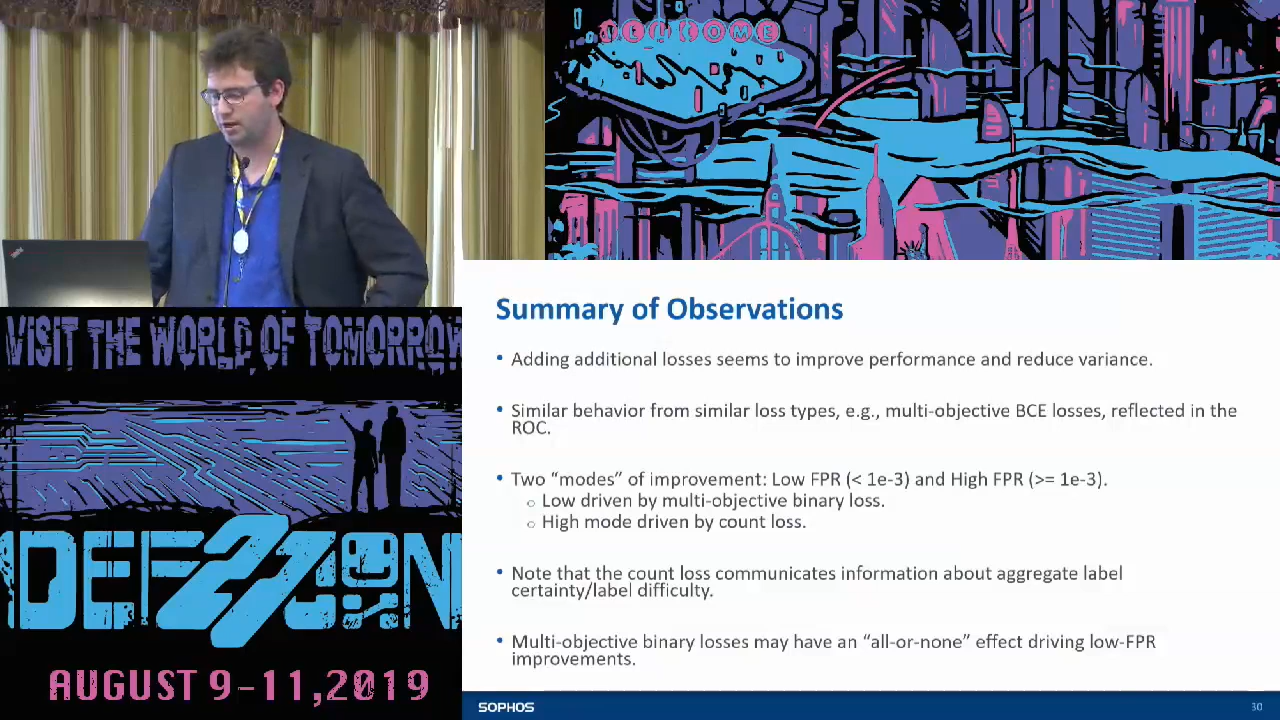 WELCOME
VISIT THE WORLD OF TOMORROW
DEF CON
27
AUGUST 9-11,2019
Summary of Observations
• Adding additional losses seems to improve performance and reduce variance.
• Similar behavior from similar loss types, e.g., multi-objective BCE losses, reflected in the
ROC.
• Two “modes” of improvement: Low FPR (< 1e-3) and High FPR (>= 1e-3).
o Low driven by multi-objective binary loss.
o High mode driven by count loss.
• Note that the count loss communicates information about aggregate label
certainty/label difficulty.
• Multi-objective binary losses may have an “all-or-none” effect driving low-FPR
improvements.
SOPHOS
30